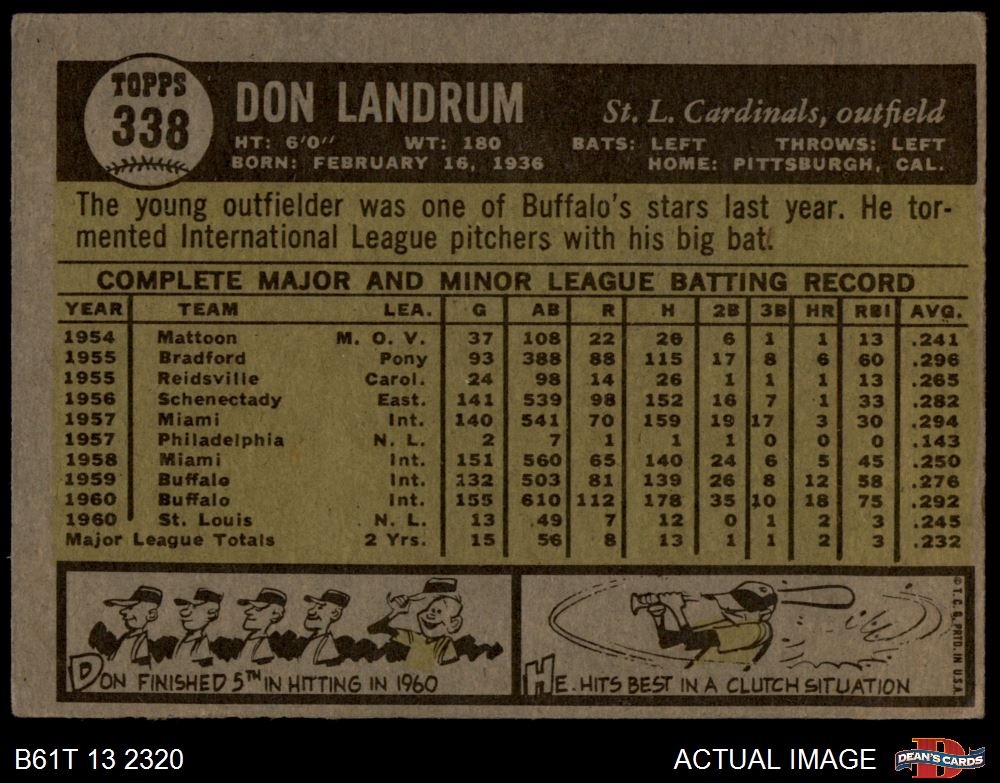 TOPPS
338
DON LANDRUM
St. L. Cardinals, outfield
HT: 6'0" WT: 180 BATS: LEFT THROWS: LEFT
BORN: FEBRUARY 16, 1936 HOME: PITTSBURGH, CAL.
The young outfielder was one of Buffalo's stars last year. He tor-
mented International League pitchers with his big bat.
COMPLETE MAJOR AND MINOR LEAGUE BATTING RECORD
YEAR TEAM LEA. G AB R H 2B 3B HR RBI AVG.
1954 Mattoon M. O. V. 37 108 22 26 6 1 1 13 .241
1955 Bradford Pony 93 388 88 115 17 8 6 60 .296
1955 Reidsville Carol. 24 98 14 26 1 1 1 13 .265
1956 Schenectady East. 141 539 98 152 16 7 1 33 .282
1957 Miami Int. 140 541 70 159 19 17 3 30 .294
1957 Philadelphia N. L. 2 7 1 1 1 0 0 0 .143
1958 Miami Int. 151 560 65 140 24 6 5 45 .250
1959 Buffalo Int. 132 503 81 139 26 8 12 58 .276
1960 Buffalo Int. 155 610 112 178 35 10 18 75 .292
1960 St. Louis N. L. 13 49 7 12 0 1 2 3 .245
Major League Totals 2 Yrs. 15 56 8 13 1 1 2 3 .232
DON FINISHED 5TH IN HITTING IN 1960
HE HITS BEST IN A CLUTCH SITUATION
© T.C.G. PRTD. IN U.S.A.
B61T 13 2320
ACTUAL IMAGE
DEAN'S CARDS